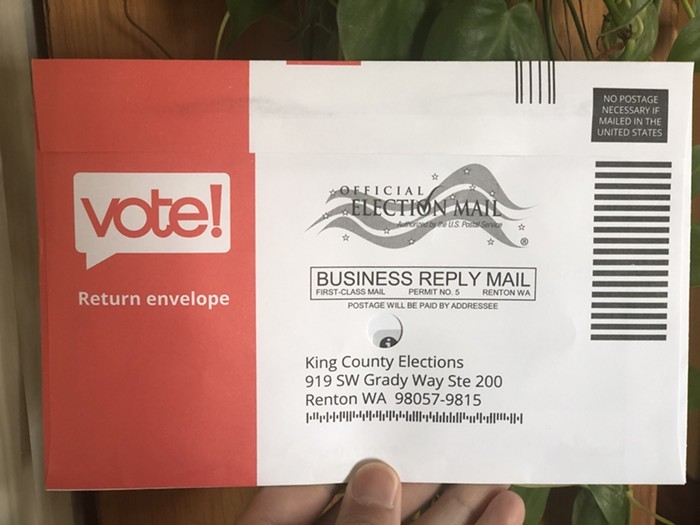 NO POSTAGE
NECESSARY IF
MAILED IN THE
UNITED STATES
vote!
Return envelope
OFFICIAL
ELECTION MAIL
Authorized by the U.S. Postal Service
®
BUSINESS REPLY MAIL
FIRST-CLASS MAIL PERMIT NO. 5 RENTON WA
POSTAGE WILL BE PAID BY ADDRESSEE
King County Elections
919 SW Grady Way Ste 200
Renton WA 98057-9815